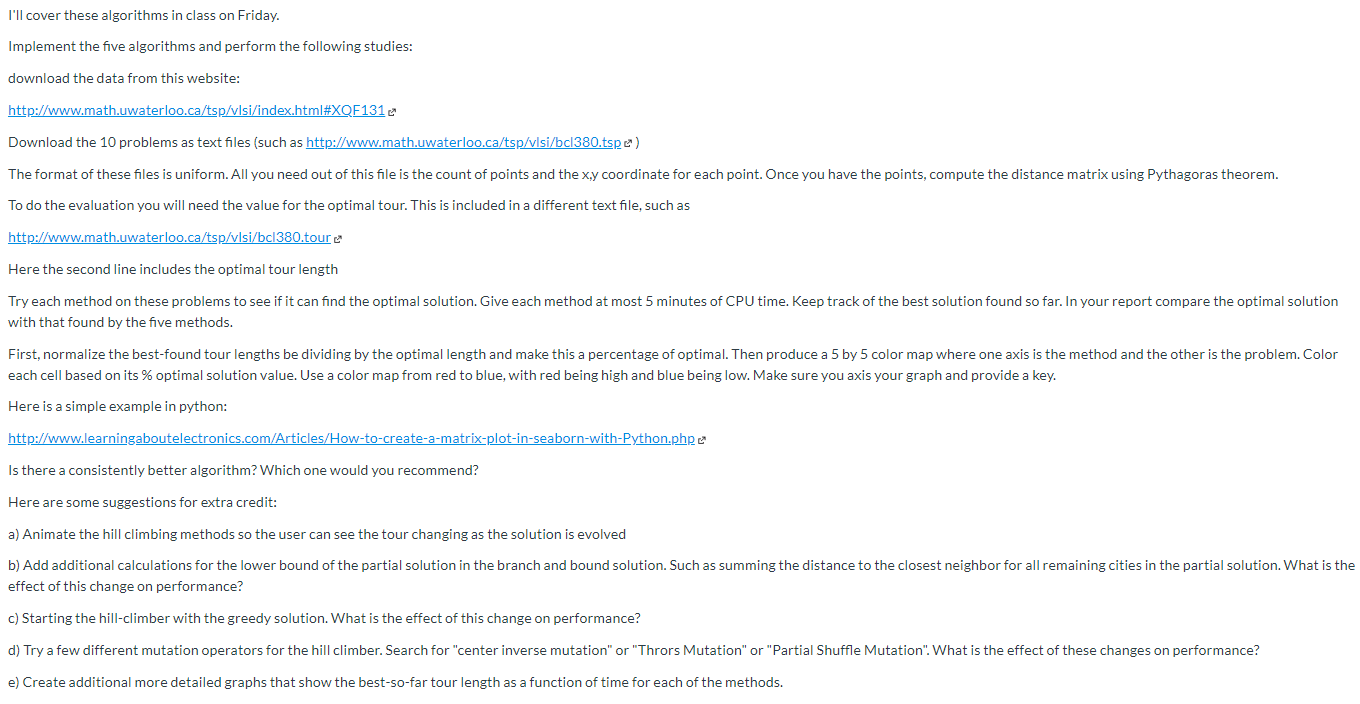 I'll cover these algorithms in class on Friday.
Implement the five algorithms and perform the following studies:
download the data from this website:
http://www.math.uwaterloo.ca/tsp/vlsi/index.html#XQF131
Download the 10 problems as text files (such as http://www.math.uwaterloo.ca/tsp/vlsi/bcl380.tsp )
The format of these files is uniform. All you need out of this file is the count of points and the x,y coordinate for each point. Once you have the points, compute the distance matrix using Pythagoras theorem.
To do the evaluation you will need the value for the optimal tour. This is included in a different text file, such as
http://www.math.uwaterloo.ca/tsp/vlsi/bcl380.tour
Here the second line includes the optimal tour length
Try each method on these problems to see if it can find the optimal solution. Give each method at most 5 minutes of CPU time. Keep track of the best solution found so far. In your report compare the optimal solution
with that found by the five methods.
First, normalize the best-found tour lengths be dividing by the optimal length and make this a percentage of optimal. Then produce a 5 by 5 color map where one axis is the method and the other is the problem. Color
each cell based on its % optimal solution value. Use a color map from red to blue, with red being high and blue being low. Make sure you axis your graph and provide a key.
Here is a simple example in python:
http://www.learningaboutelectronics.com/Articles/How-to-create-a-matrix-plot-in-seaborn-with-Python.php
Is there a consistently better algorithm? Which one would you recommend?
Here are some suggestions for extra credit:
a) Animate the hill climbing methods so the user can see the tour changing as the solution is evolved
b) Add additional calculations for the lower bound of the partial solution in the branch and bound solution. Such as summing the distance to the closest neighbor for all remaining cities in the partial solution. What is the
effect of this change on performance?
c) Starting the hill-climber with the greedy solution. What is the effect of this change on performance?
d) Try a few different mutation operators for the hill climber. Search for "center inverse mutation" or "Thrors Mutation" or "Partial Shuffle Mutation". What is the effect of these changes on performance?
e) Create additional more detailed graphs that show the best-so-far tour length as a function of time for each of the methods.